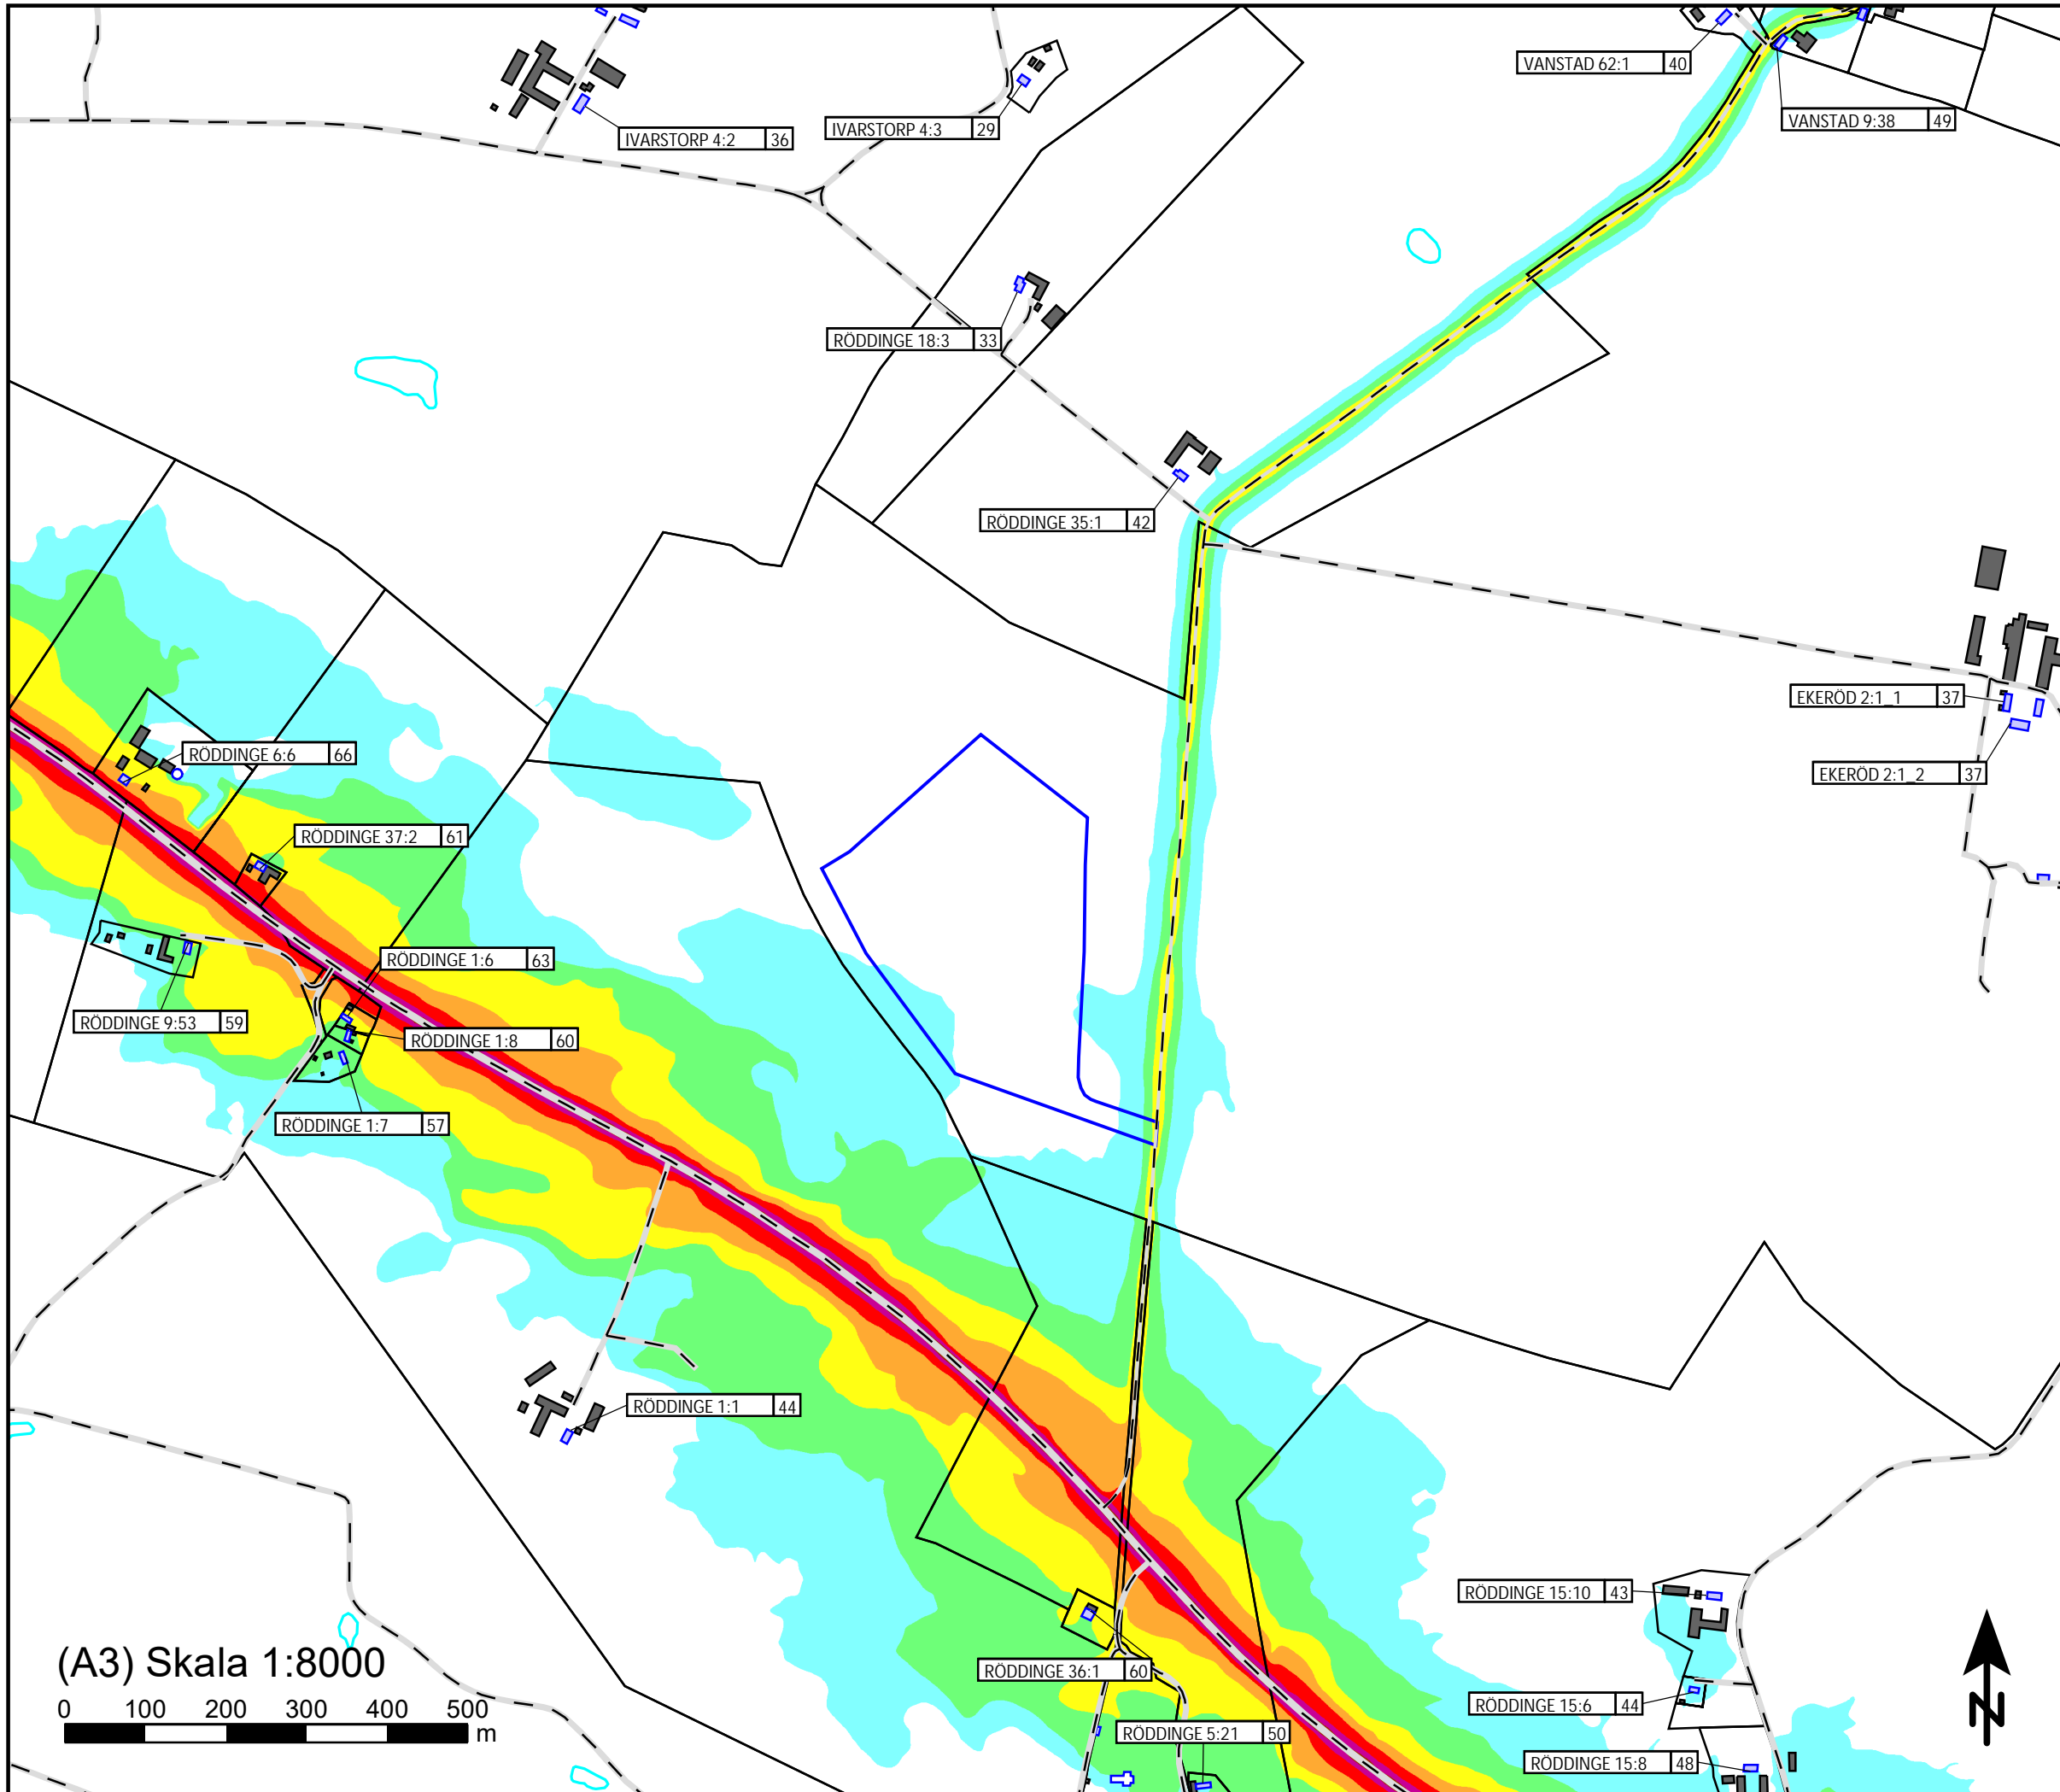 VANSTAD 62:1 40
VANSTAD 9:38 49
IVARSTORP 4:2 36
IVARSTORP 4:3 29
RÖDDINGE 18:3 33
RÖDDINGE 35:1 42
EKERÖD 2:1_1 37
RÖDDINGE 6:6 66
EKERÖD 2:1_2 37
RÖDDINGE 37:2 61
RÖDDINGE 1:6 63
RÖDDINGE 9:53 59
RÖDDINGE 1:8 60
RÖDDINGE 1:7 57
RÖDDINGE 1:1 44
RÖDDINGE 15:10 43
RÖDDINGE 36:1 60
RÖDDINGE 15:6 44
RÖDDINGE 5:21 50
RÖDDINGE 15:8 48
(A3) Skala 1:8000
0 100 200 300 400 500
m
N